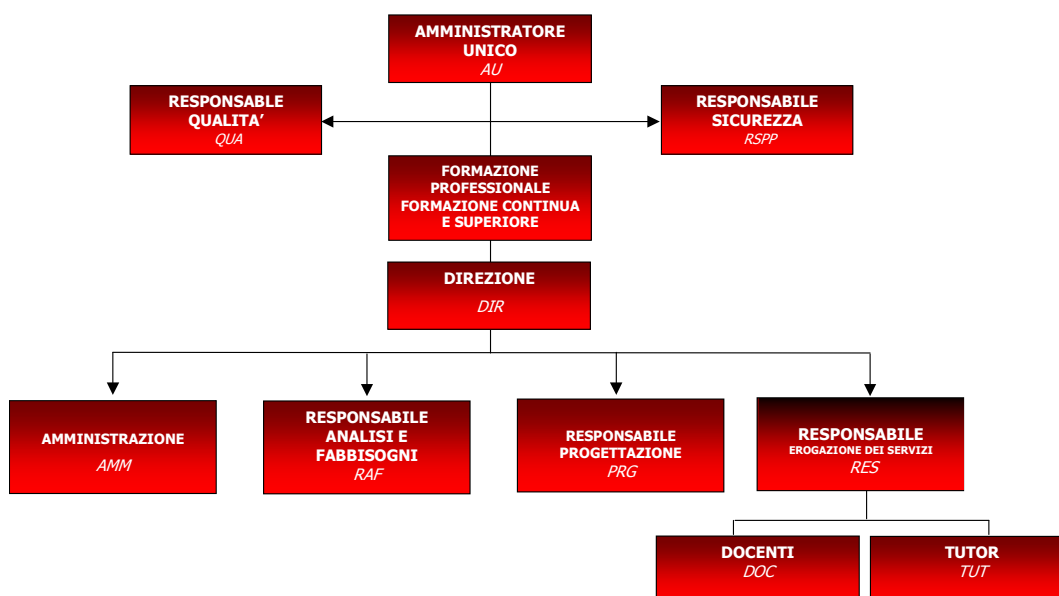 AMMINISTRATORE
UNICO
AU
RESPONSABLE
QUALITA’
QUA
RESPONSABILE
SICUREZZA
RSPP
FORMAZIONE
PROFESSIONALE
FORMAZIONE CONTINUA
E SUPERIORE
DIREZIONE
DIR
AMMINISTRAZIONE
AMM
RESPONSABILE
ANALISI E
FABBISOGNI
RAF
RESPONSABILE
PROGETTAZIONE
PRG
RESPONSABILE
EROGAZIONE DEI SERVIZI
RES
DOCENTI
DOC
TUTOR
TUT